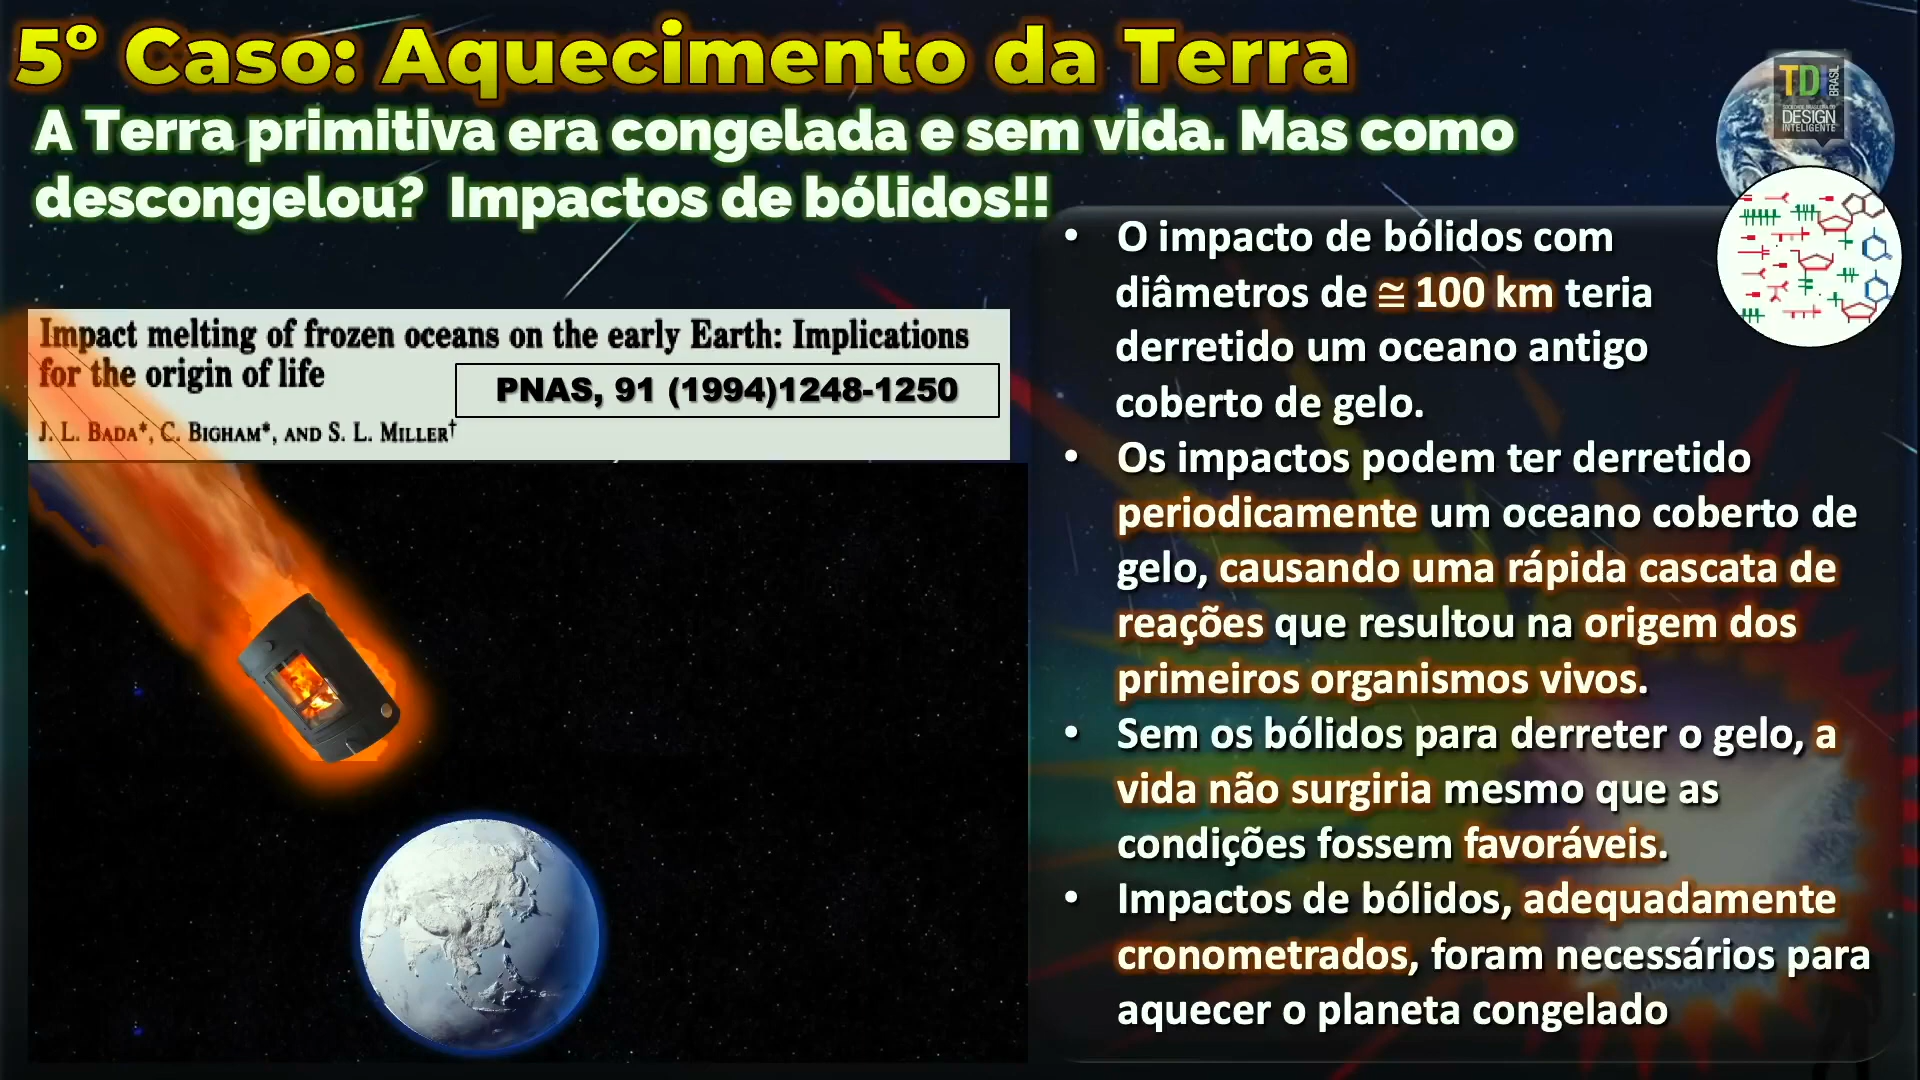 5º Caso: Aquecimento da Terra
A Terra primitiva era congelada e sem vida. Mas como
descongelou? Impactos de bólidos!!
TDI BRASIL
SOCIEDADE BRASILEIRA DO
DESIGN
INTELIGENTE
Impact melting of frozen oceans on the early Earth: Implications
for the origin of life
PNAS, 91 (1994)1248-1250
J. L. BADA*, C. BIGHAM*, AND S. L. MILLER†
• O impacto de bólidos com
diâmetros de ≅ 100 km teria
derretido um oceano antigo
coberto de gelo.
• Os impactos podem ter derretido
periodicamente um oceano coberto de
gelo, causando uma rápida cascata de
reações que resultou na origem dos
primeiros organismos vivos.
• Sem os bólidos para derreter o gelo, a
vida não surgiria mesmo que as
condições fossem favoráveis.
• Impactos de bólidos, adequadamente
cronometrados, foram necessários para
aquecer o planeta congelado